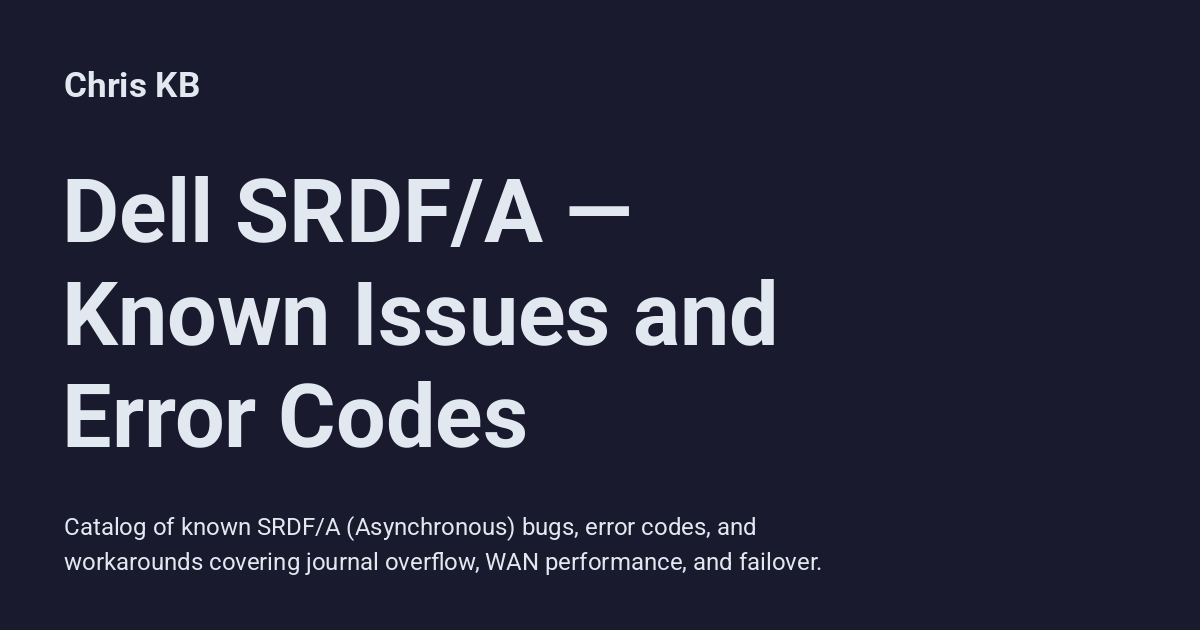 Chris KB
Dell SRDF/A —
Known Issues and
Error Codes
Catalog of known SRDF/A (Asynchronous) bugs, error codes, and
workarounds covering journal overflow, WAN performance, and failover.